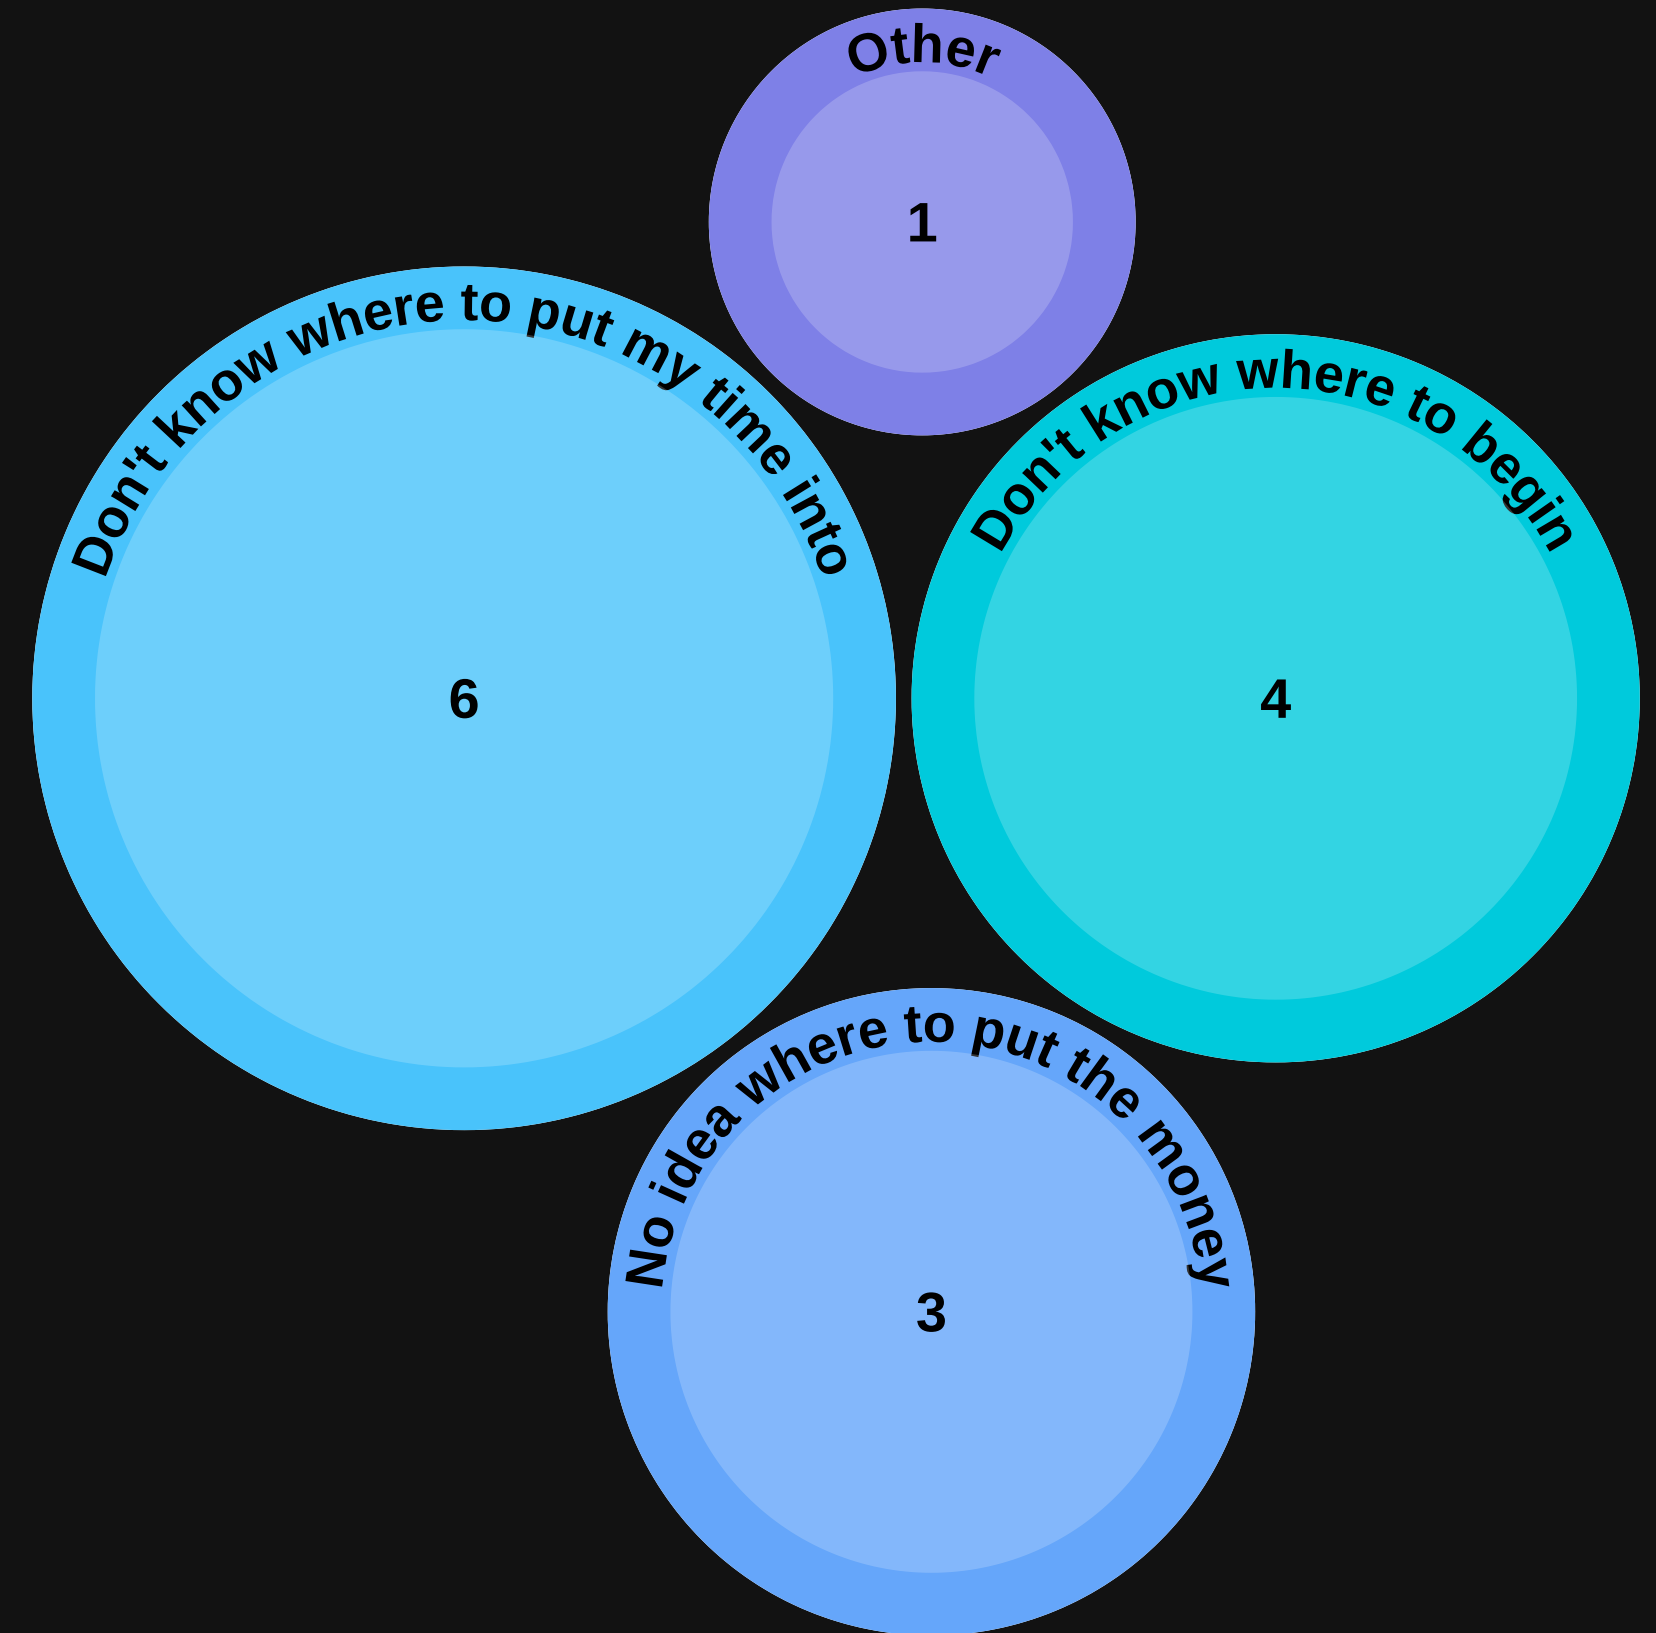 Other
1
Don't know where to put my time into
6
Don't know where to begin
4
No idea where to put the money
3